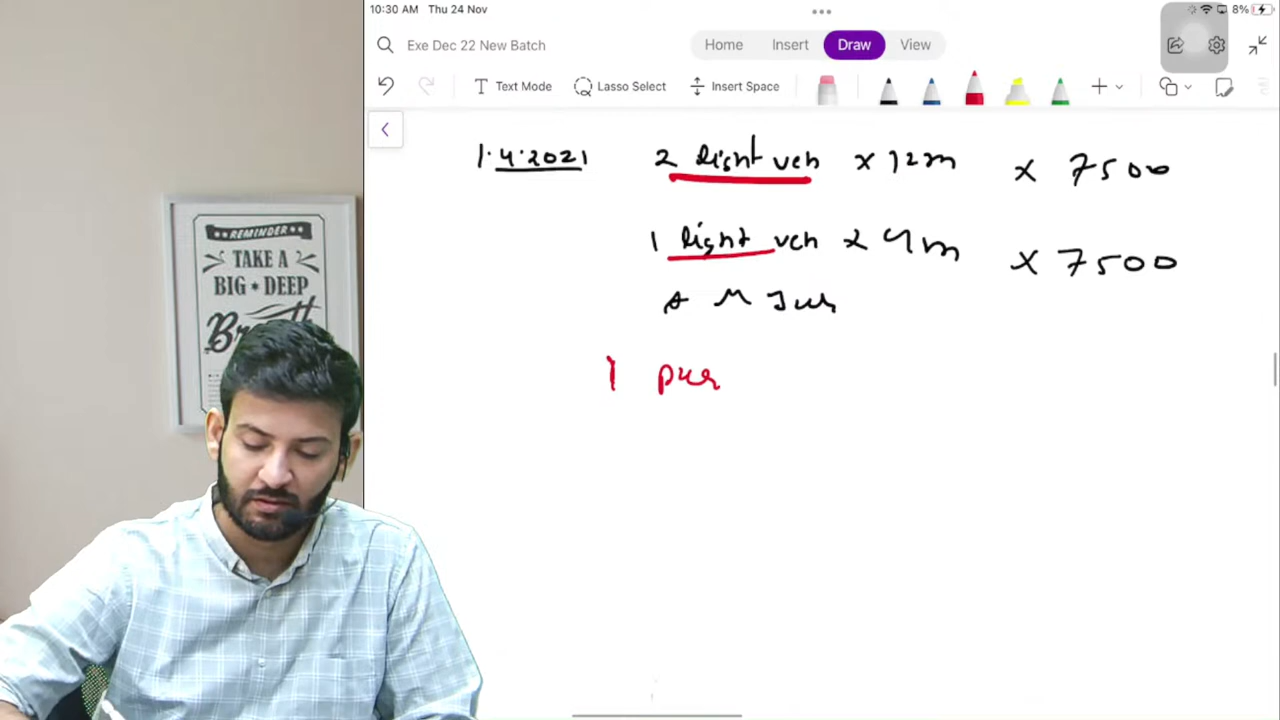 10:30 AM Thu 24 Nov
8%
Exe Dec 22 New Batch
Home Insert Draw View
Text Mode Lasso Select Insert Space
1.4.2021 2 light veh x 12m x 7500
1 light veh x 4m x 7500
A M J
1 pur
REMINDER
TAKE A
BIG • DEEP
Breath